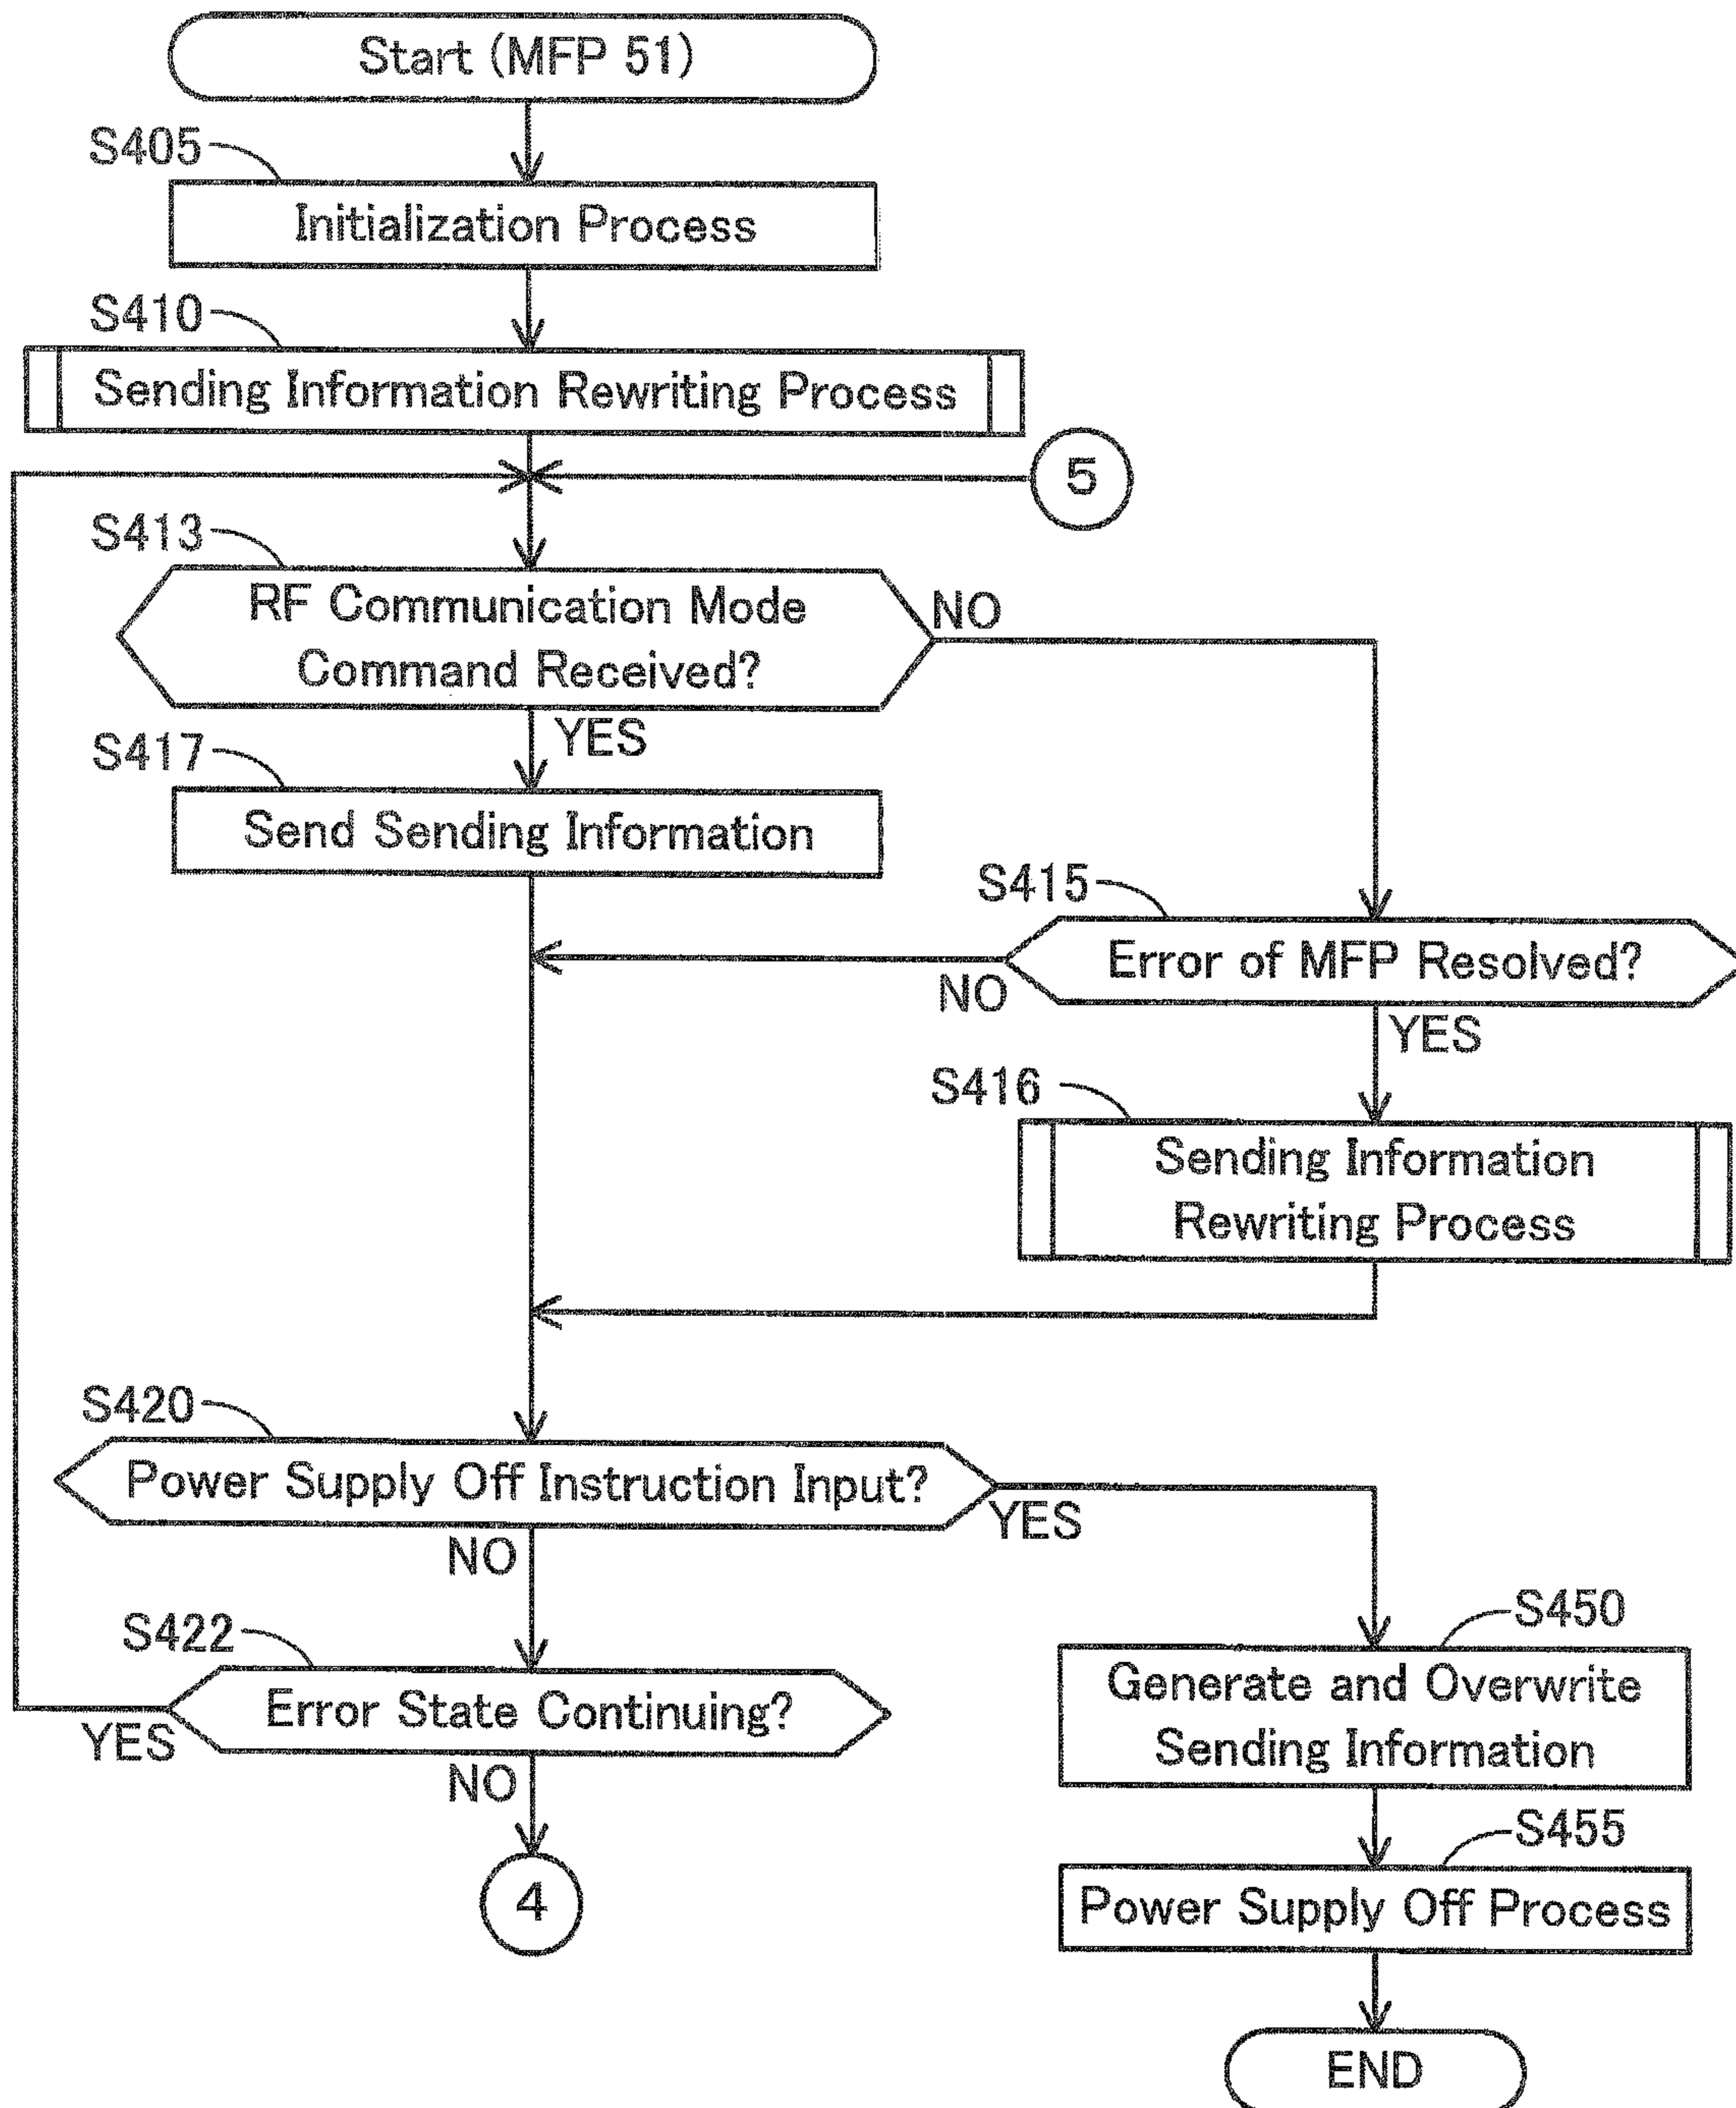 Start (MFP 51)
S405
Initialization Process
S410
Sending Information Rewriting Process
5
S413
RF Communication Mode
Command Received?
NO
YES
S417
Send Sending Information
S415
Error of MFP Resolved?
NO
YES
S416
Sending Information
Rewriting Process
S420
Power Supply Off Instruction Input?
YES
NO
S422
Error State Continuing?
YES
NO
4
S450
Generate and Overwrite
Sending Information
S455
Power Supply Off Process
END